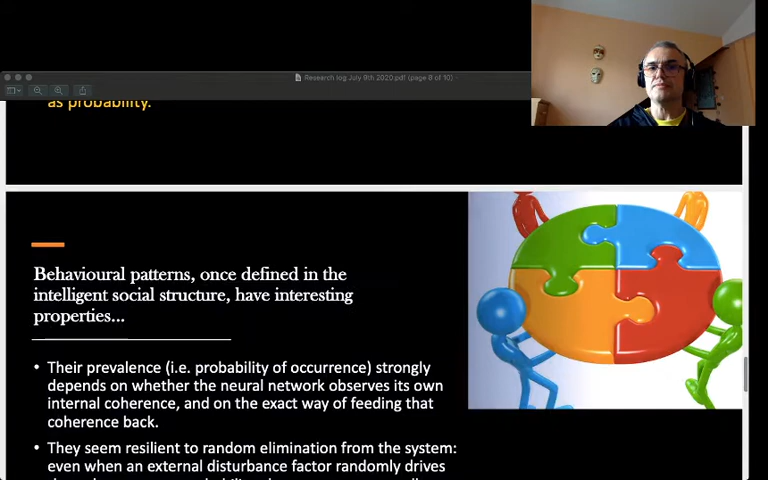 Research log July 9th 2020.pdf (page 8 of 10)
as probability.
Behavioural patterns, once defined in the
intelligent social structure, have interesting
properties...
• Their prevalence (i.e. probability of occurrence) strongly
depends on whether the neural network observes its own
internal coherence, and on the exact way of feeding that
coherence back.
• They seem resilient to random elimination from the system:
even when an external disturbance factor randomly drives